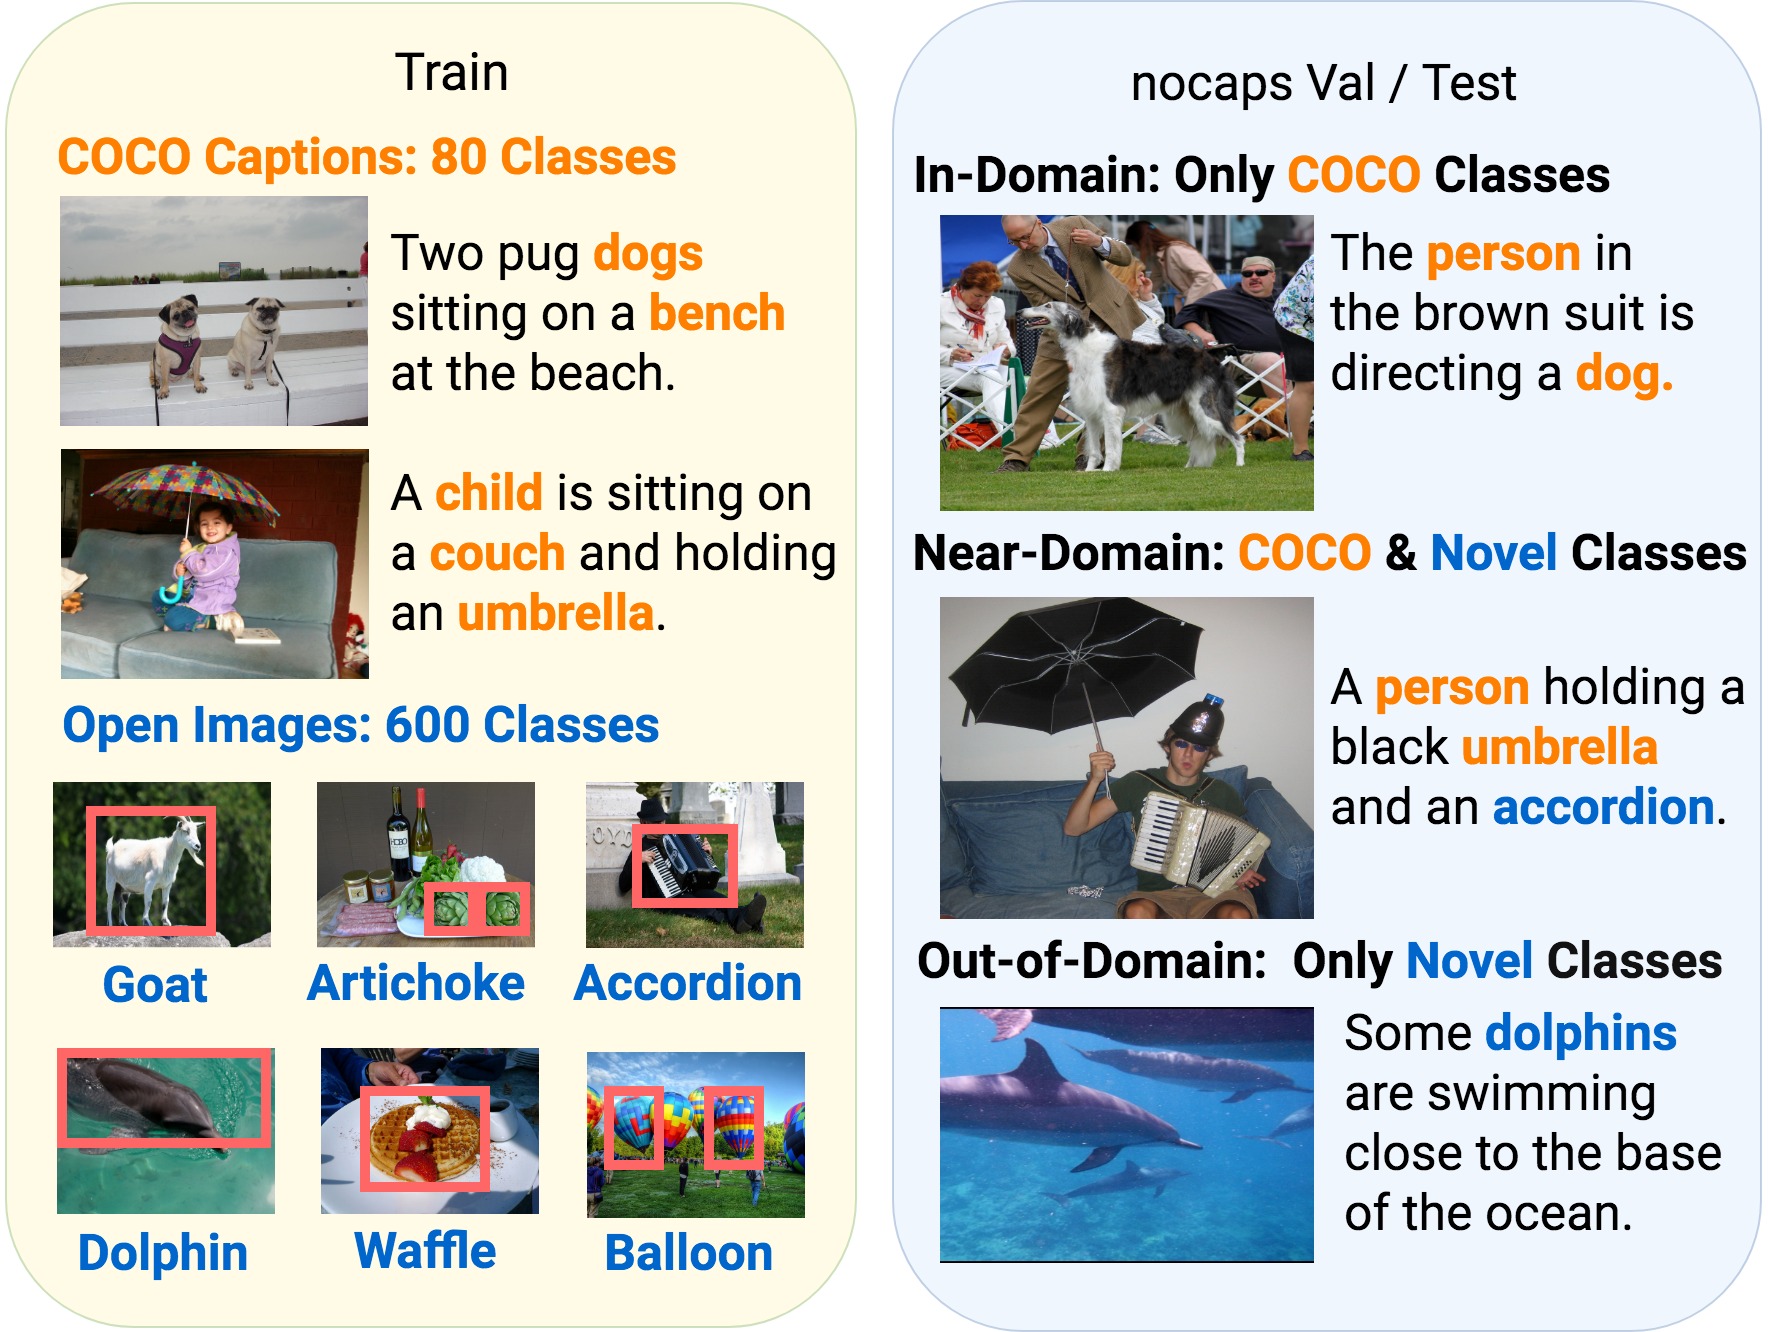 Train
COCO Captions: 80 Classes
Two pug dogs
sitting on a bench
at the beach.
A child is sitting on
a couch and holding
an umbrella.
Open Images: 600 Classes
Goat
Artichoke
Accordion
Dolphin
Waffle
Balloon
nocaps Val / Test
In-Domain: Only COCO Classes
The person in
the brown suit is
directing a dog.
Near-Domain: COCO & Novel Classes
A person holding a
black umbrella
and an accordion.
Out-of-Domain: Only Novel Classes
Some dolphins
are swimming
close to the base
of the ocean.